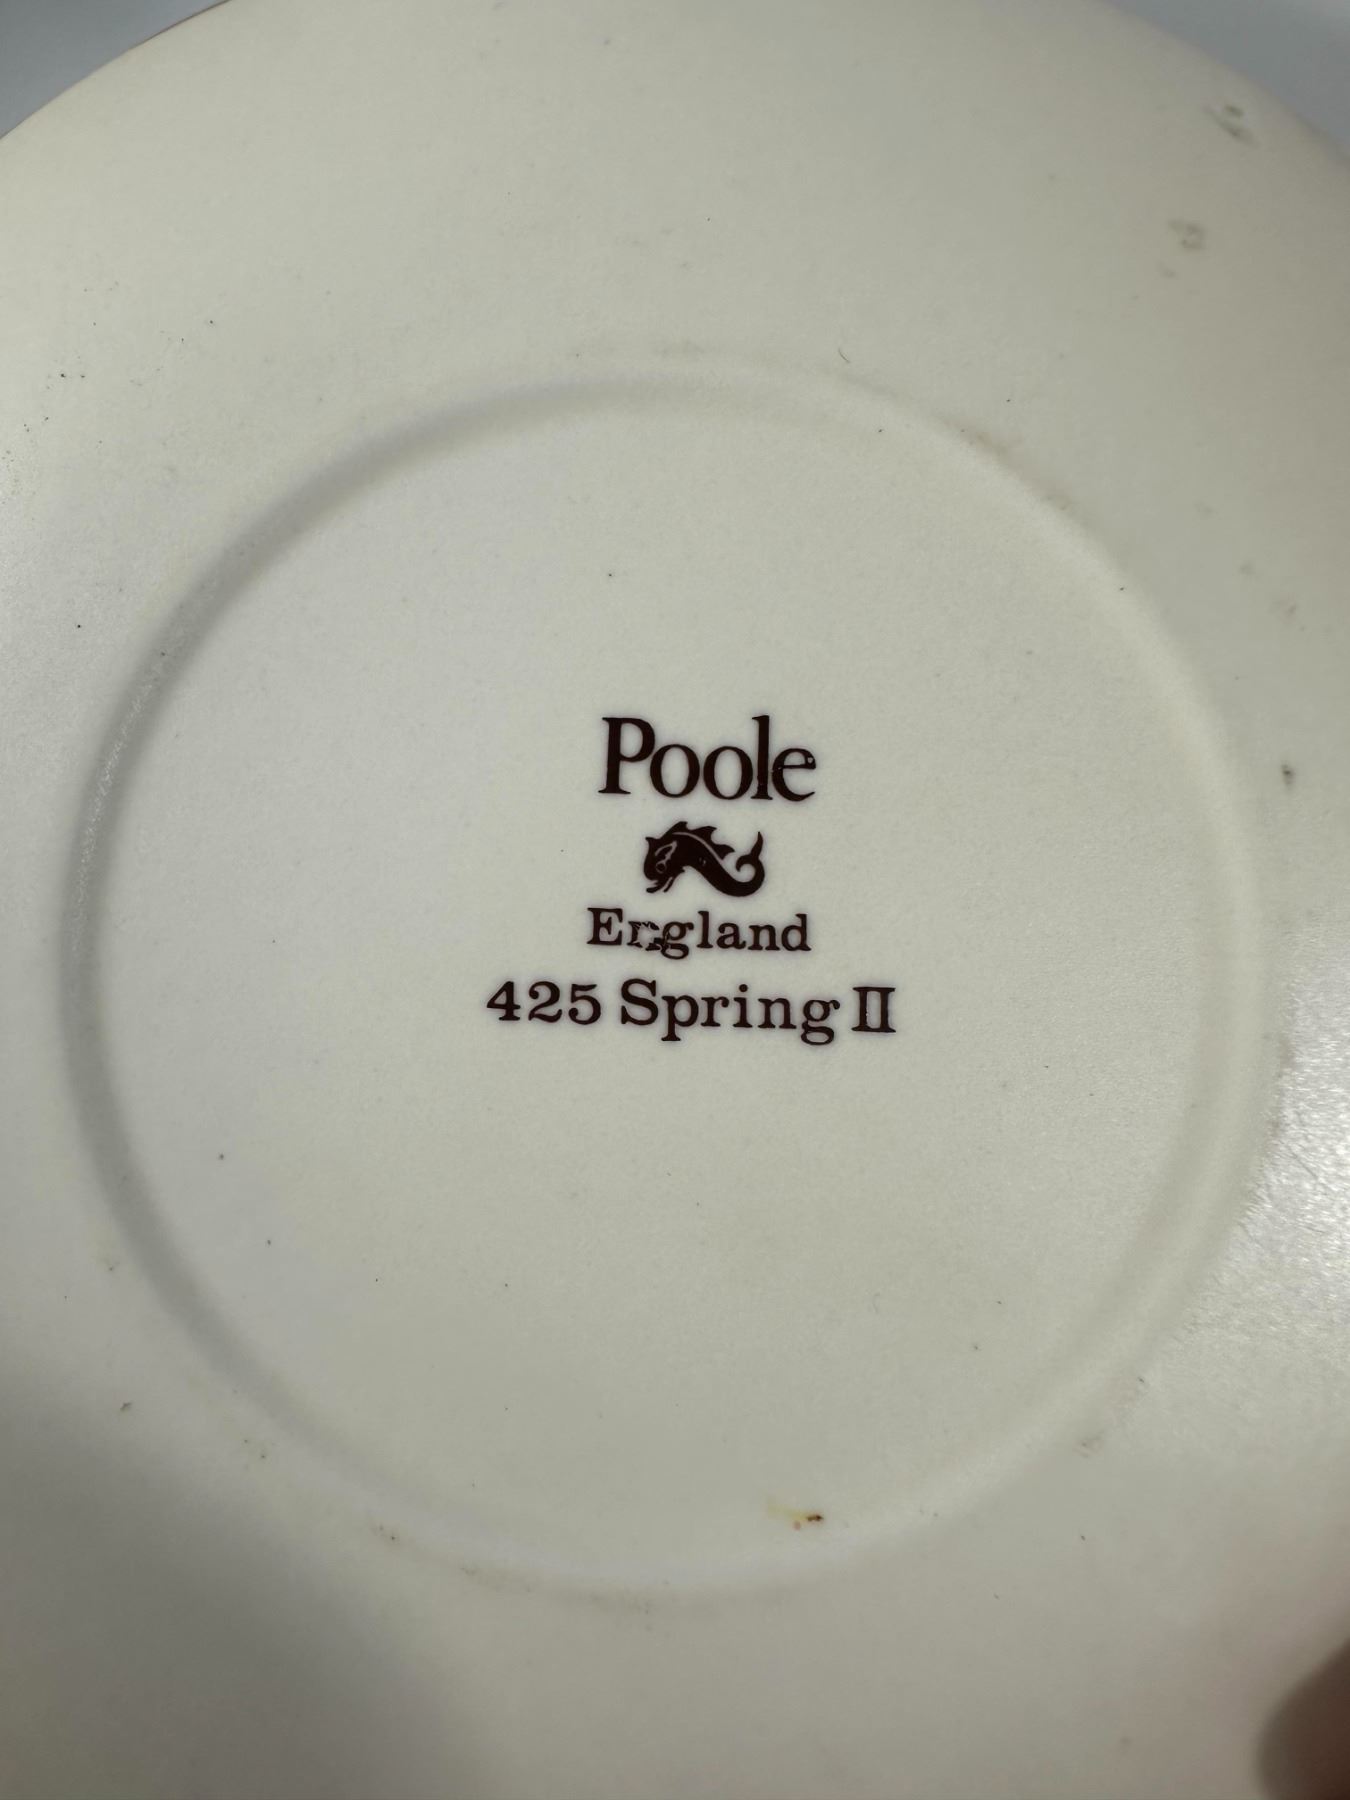 Poole
England
425 Spring II